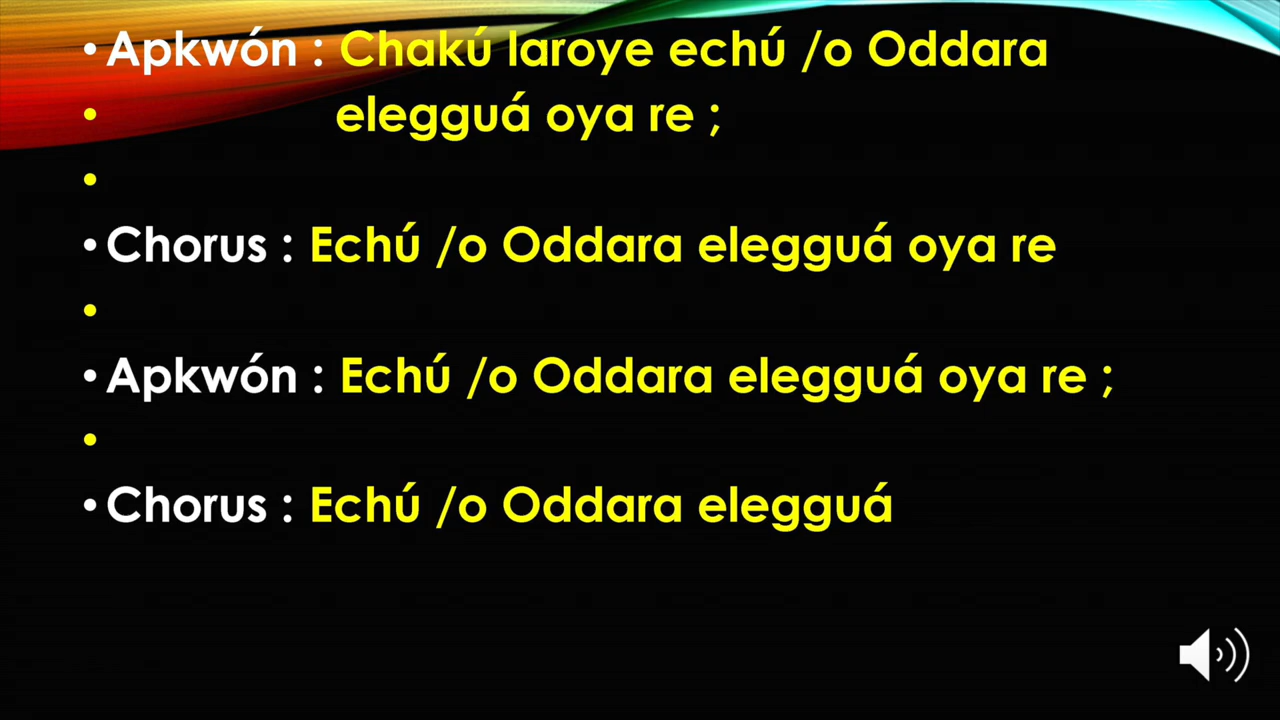 • Apkwón : Chakú laroye echú /o Oddara
• elegguá oya re ;
•
• Chorus : Echú /o Oddara elegguá oya re
•
• Apkwón : Echú /o Oddara elegguá oya re ;
•
• Chorus : Echú /o Oddara elegguá